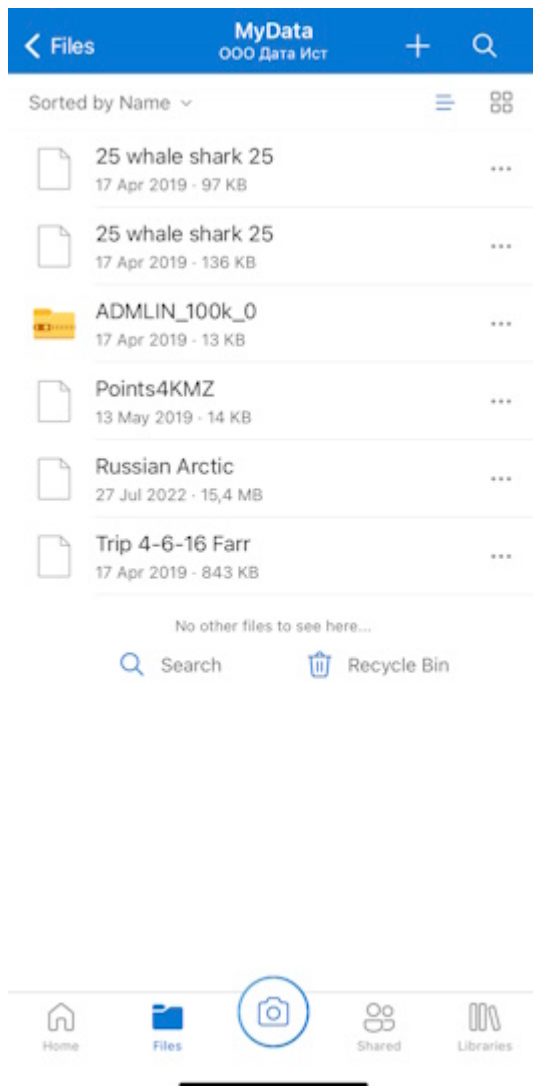 MyData
Files
ООО Дата Ист
Sorted by Name
25 whale shark 25
17 Apr 2019 - 97 KB
25 whale shark 25
17 Apr 2019 - 136 KB
ADMLIN_100k_0
17 Apr 2019 - 13 KB
Points4KMZ
13 May 2019 - 14 KB
Russian Arctic
27 Jul 2022 - 15,4 MB
Trip 4-6-16 Farr
17 Apr 2019 - 843 KB
No other files to see here...
Search Recycle Bin
Home Files Shared Libraries